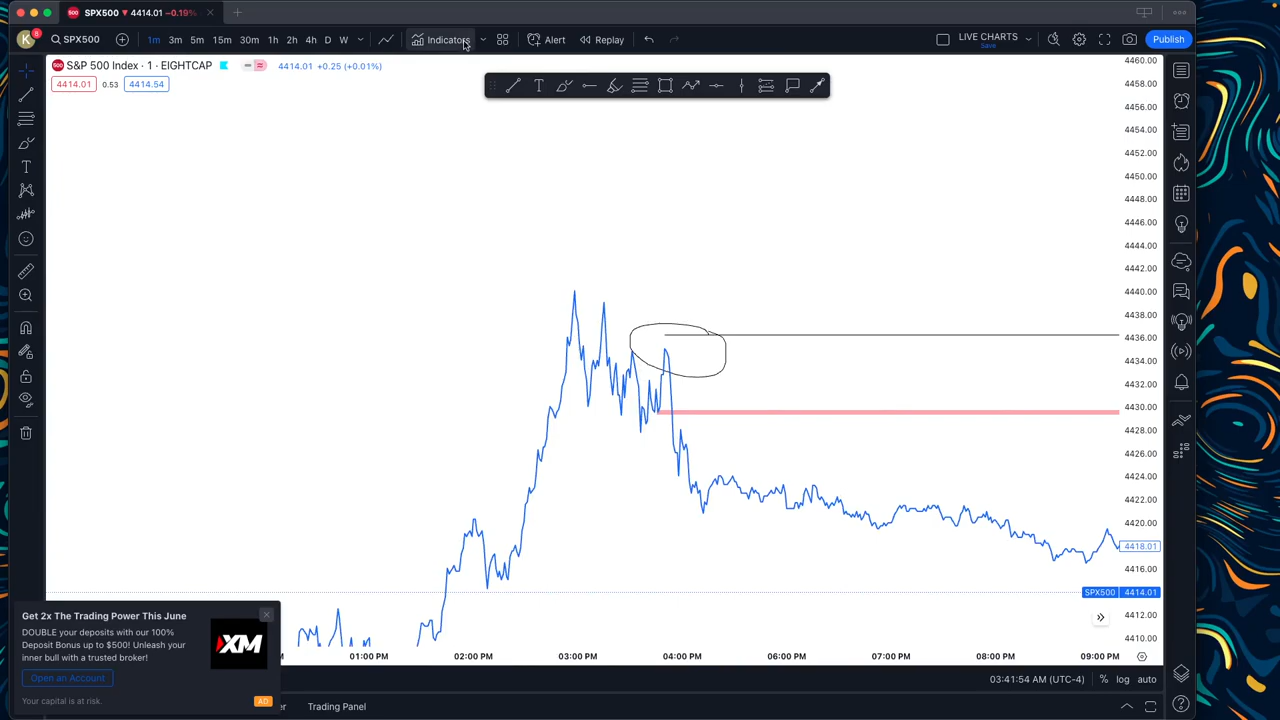 SPX500 ▼ 4414.01 −0.19%
K 8 SPX500 1m 3m 5m 15m 30m 1h 2h 4h D W Indicators Alert Replay LIVE CHARTS Save Publish
S&P 500 Index · 1 · EIGHTCAP 4414.01 +0.25 (+0.01%)
4414.01 0.53 4414.54
4460.00
4458.00
4456.00
4454.00
4452.00
4450.00
4448.00
4446.00
4444.00
4442.00
4440.00
4438.00
4436.00
4434.00
4432.00
4430.00
4428.00
4426.00
4424.00
4422.00
4420.00
4418.01
4416.00
SPX500 4414.01
4412.00
4410.00
Get 2x The Trading Power This June
DOUBLE your deposits with our 100%
Deposit Bonus up to $500! Unleash your
inner bull with a trusted broker!
XM
Open an Account
Your capital is at risk.
AD
01:00 PM 02:00 PM 03:00 PM 04:00 PM 06:00 PM 07:00 PM 08:00 PM 09:00 PM
03:41:54 AM (UTC-4) % log auto
Trading Panel